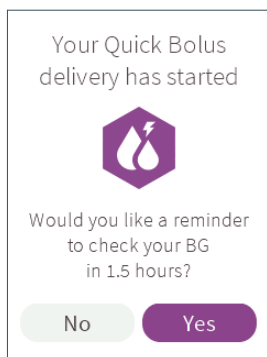 Your Quick Bolus
delivery has started
Would you like a reminder
to check your BG
in 1.5 hours?
No
Yes